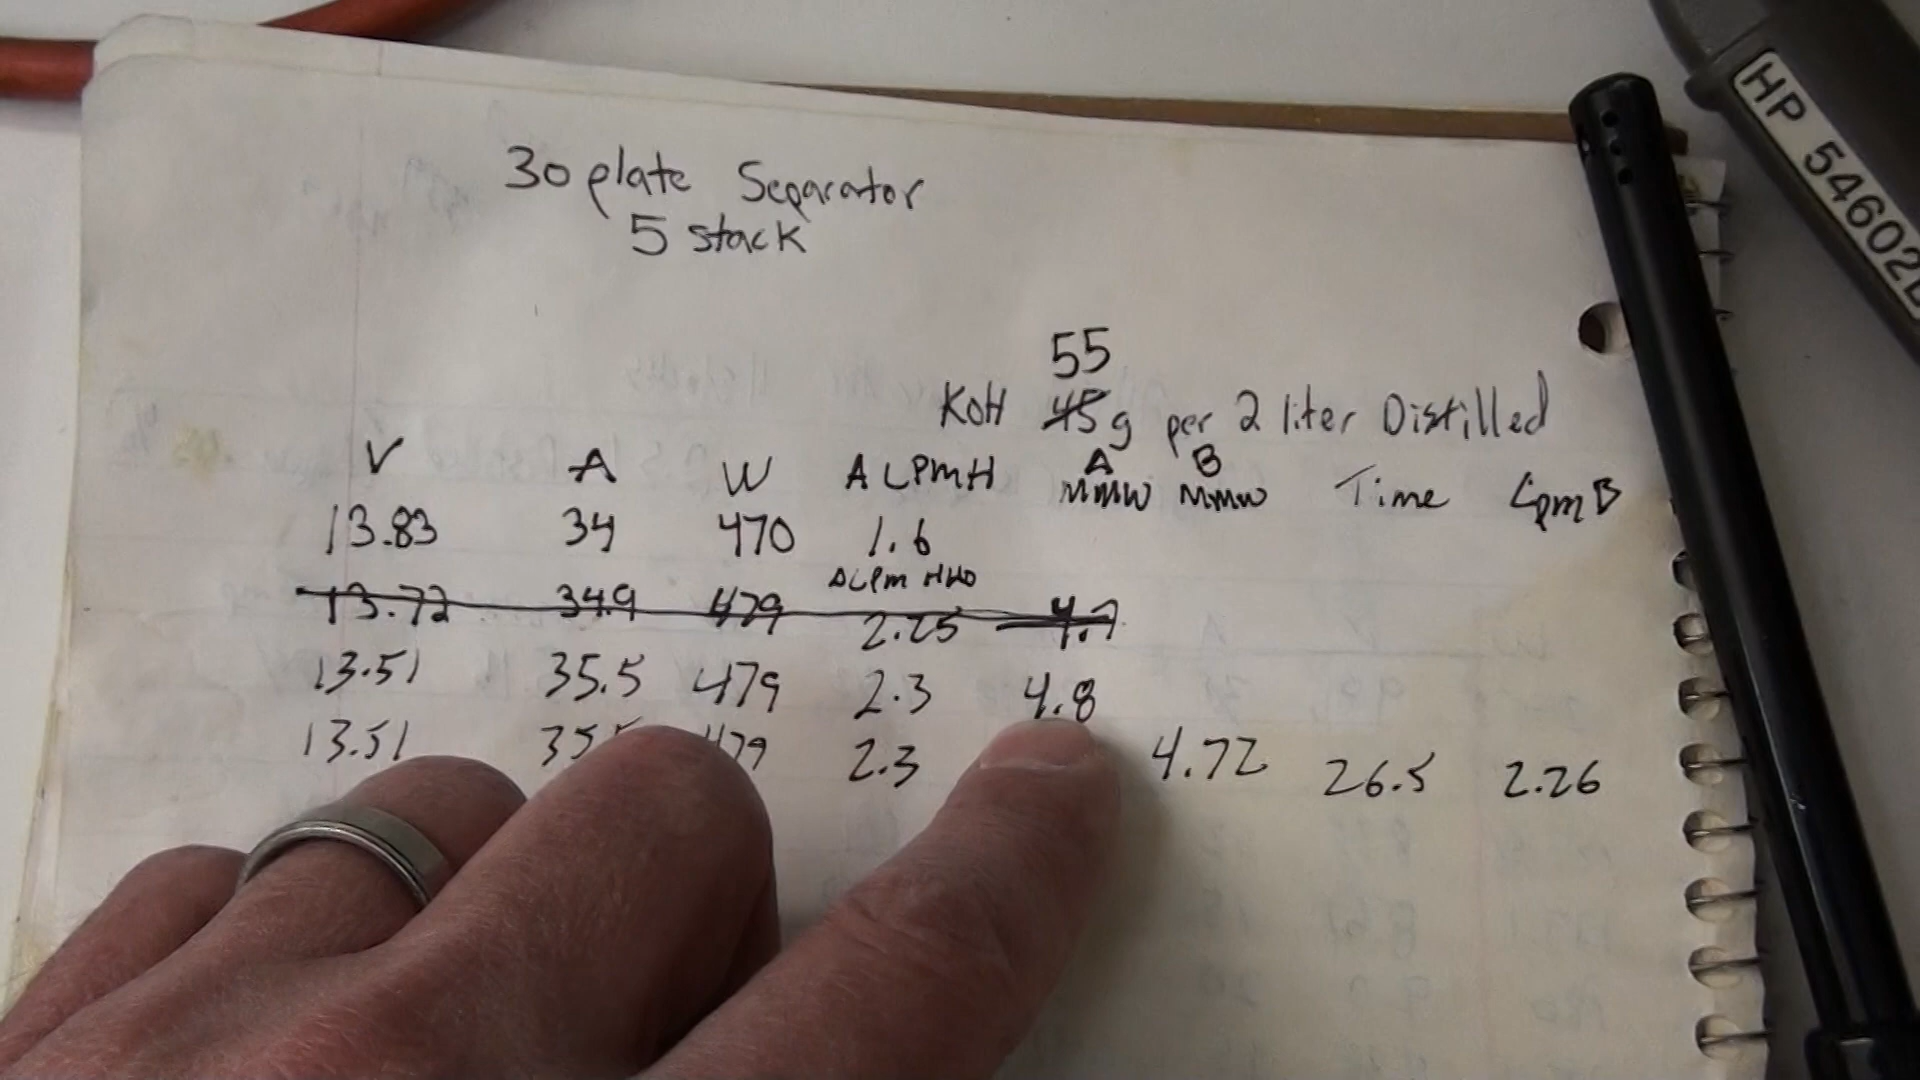 30 plate Separator
5 stack
55
KOH 45g per 2 liter Distilled
V A W A LPMH A MMW B MMW Time LpmB
13.83 34 470 1.6
ALPM HHO
13.72 34.9 479 2.25 4.7
13.51 35.5 479 2.3 4.8
13.51 2.3 4.72 26.5 2.26
HP 54602B